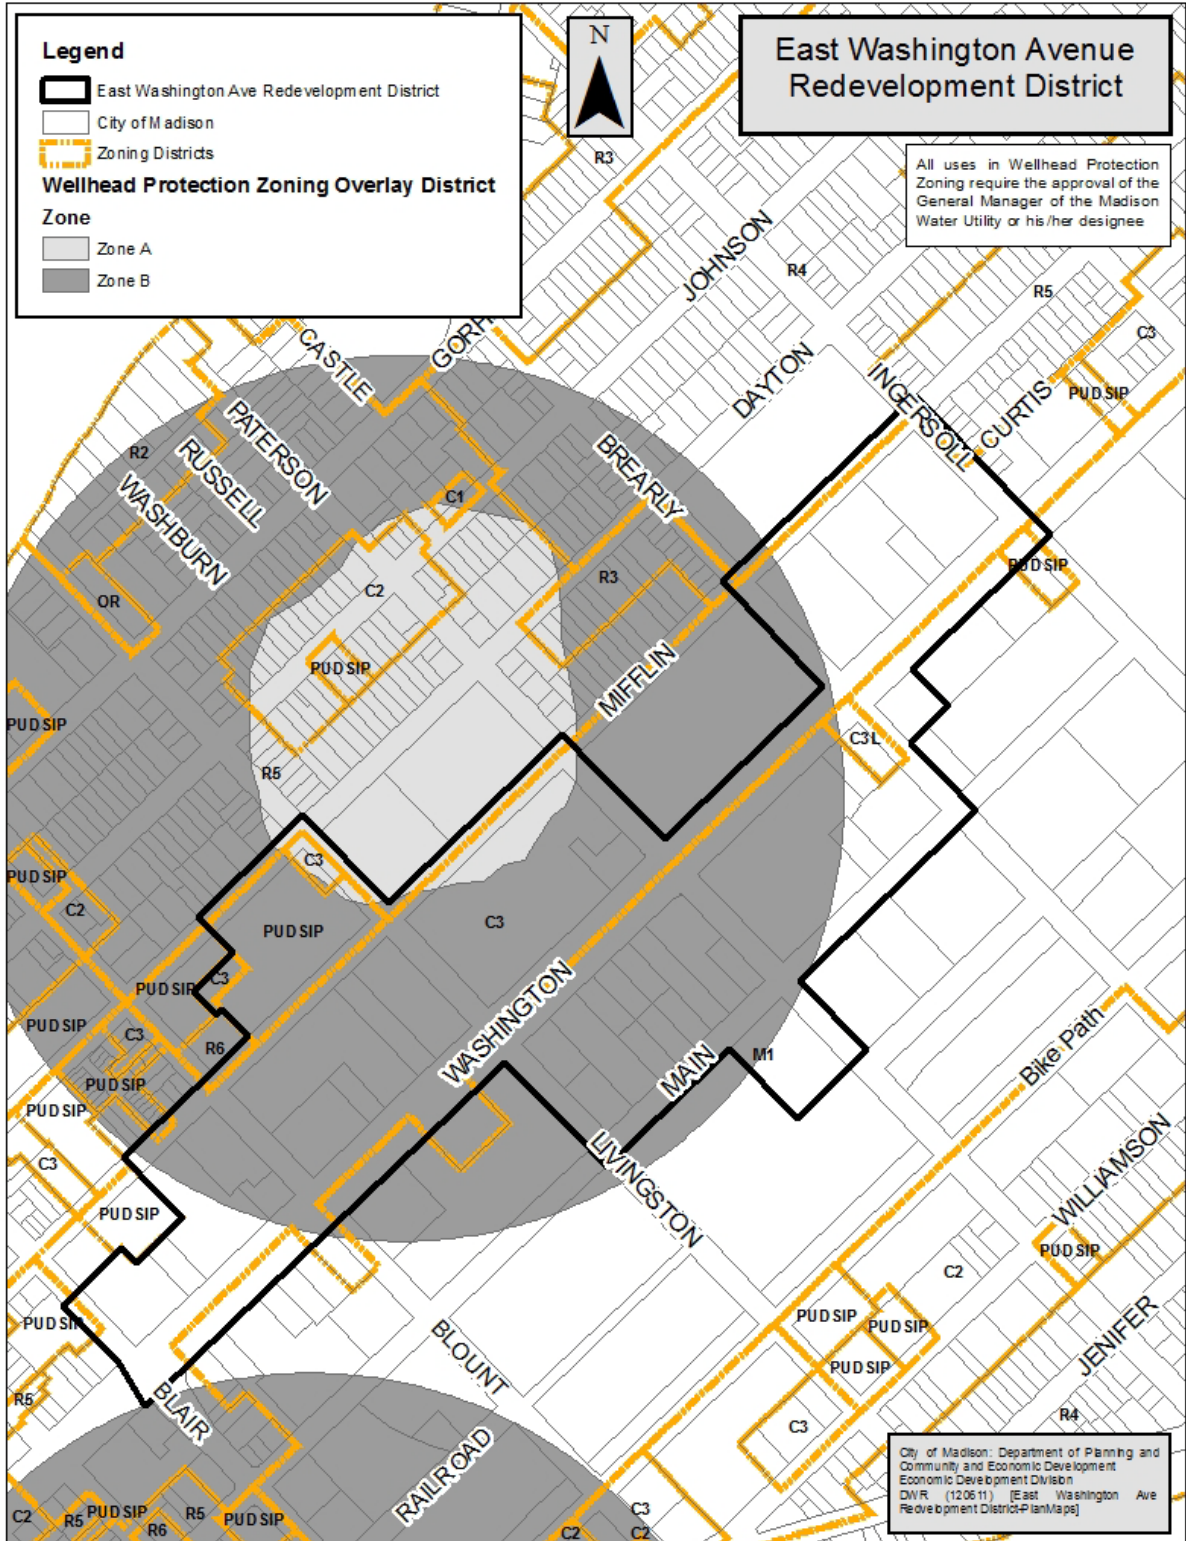 Legend
East Washington Ave Redevelopment District
City of Madison
Zoning Districts
Wellhead Protection Zoning Overlay District
Zone
Zone A
Zone B
N
East Washington Avenue
Redevelopment District
All uses in Wellhead Protection
Zoning require the approval of the
General Manager of the Madison
Water Utility or his/her designee
R3
JOHNSON
R4
R5
C3
CASTLE
DAYTON
INGERSOLL
CURTIS
PUD SIP
R2
PATERSON
RUSSELL
WASHBURN
BREARLY
C1
OR
C2
R3
PUD SIP
PUD SIP
MIFFLIN
PUD SIP
C3L
R5
C3
PUD SIP
C2
C3
PUD SIP
PUD SIP
C3
PUD SIP
C3
R6
WASHINGTON
MAIN
M1
Bike Path
PUD SIP
PUD SIP
C3
PUD SIP
LIVINGSTON
WILLIAMSON
PUD SIP
C2
PUD SIP
PUD SIP
PUD SIP
PUD SIP
BLOUNT
JENIFER
R5
BLAIR
C3
R4
RAILROAD
C2
R5
PUD SIP
R6
R5
PUD SIP
C3
C2
C2
City of Madison: Department of Planning and
Community and Economic Development
Economic Development Division
DWR (120611) [East Washington Ave
Redvelopment District-PlanMaps]